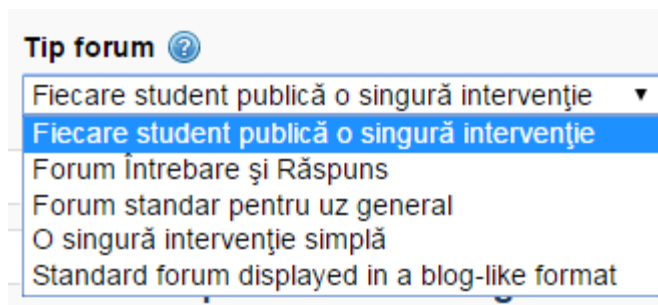 Tip forum
Fiecare student publică o singură intervenţie
Fiecare student publică o singură intervenţie
Forum Întrebare şi Răspuns
Forum standar pentru uz general
O singură intervenţie simplă
Standard forum displayed in a blog-like format